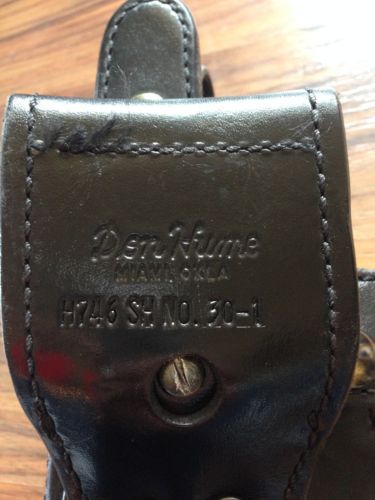 Don Hume
MIAMI, OKLA
H746 SH NO. 30-1